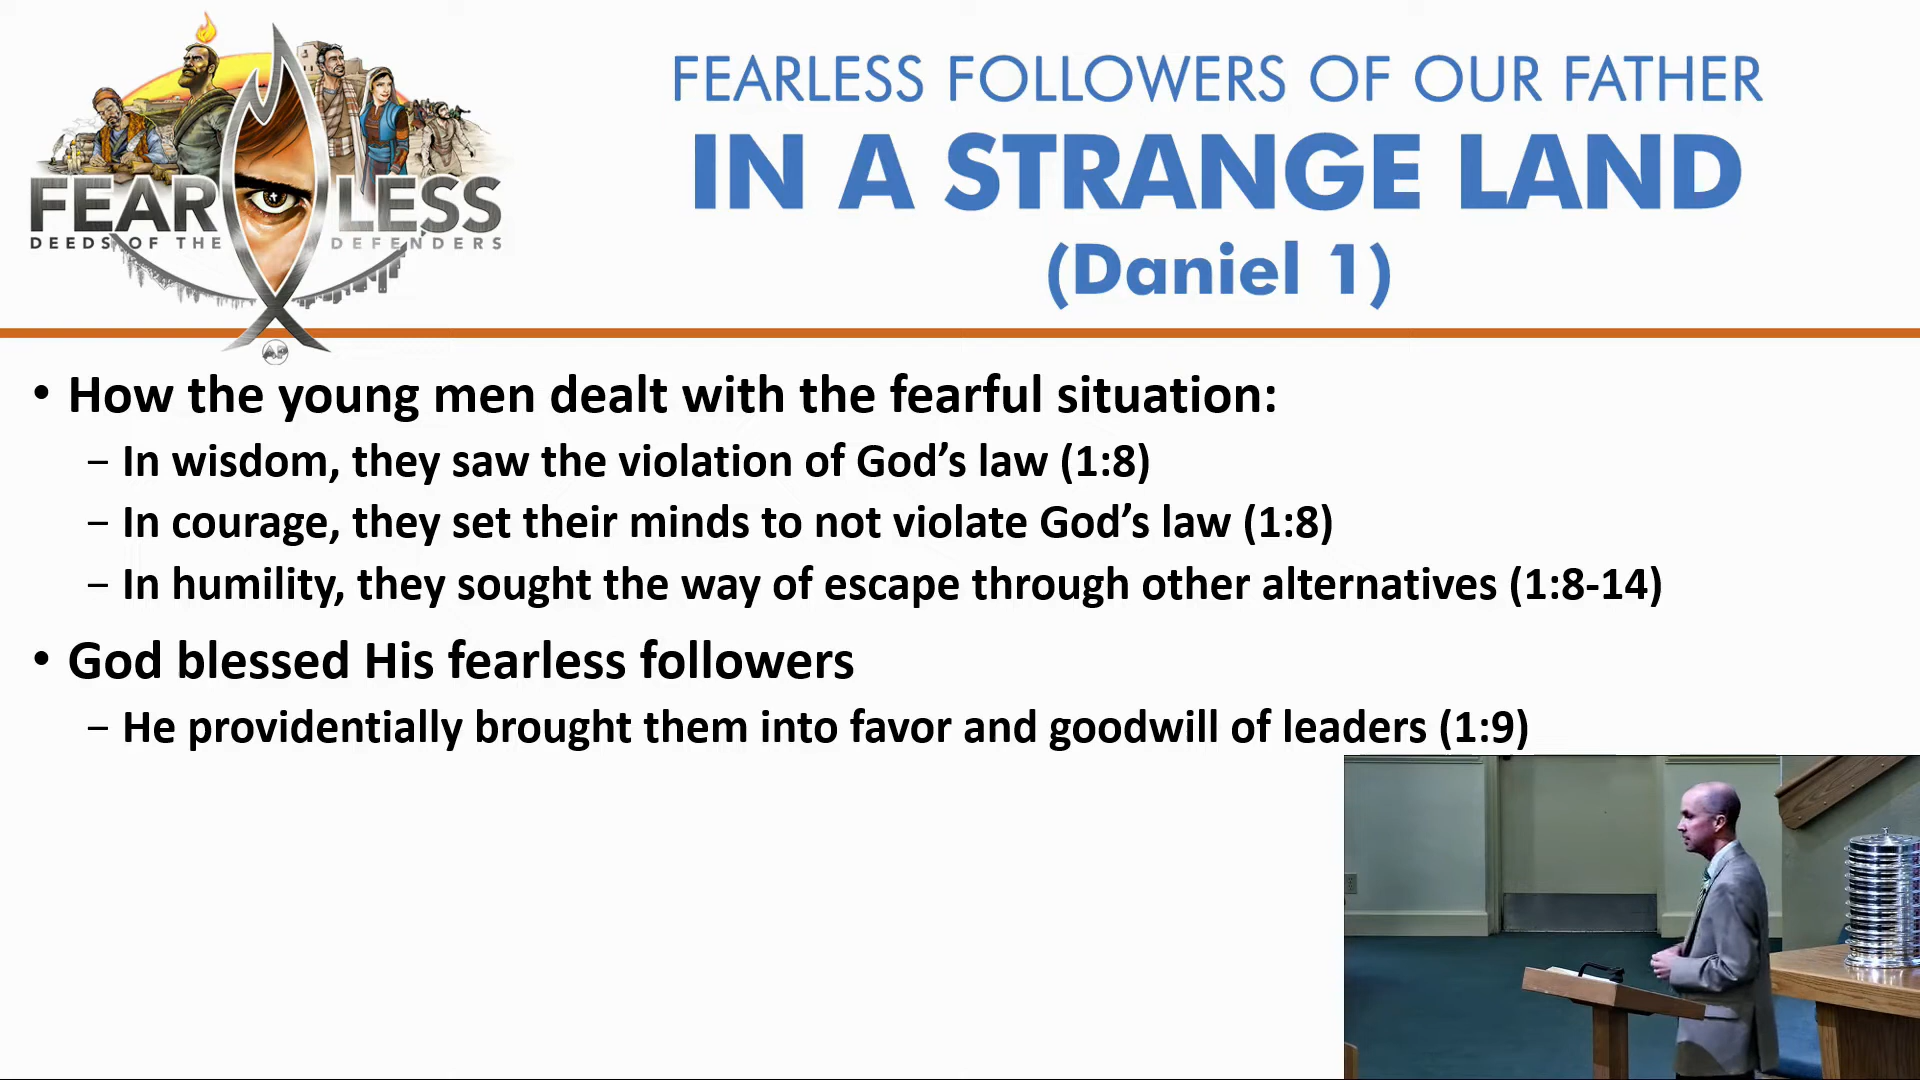 FEARLESS
DEEDS OF THE DEFENDERS
AP
FEARLESS FOLLOWERS OF OUR FATHER
IN A STRANGE LAND
(Daniel 1)
• How the young men dealt with the fearful situation:
– In wisdom, they saw the violation of God’s law (1:8)
– In courage, they set their minds to not violate God’s law (1:8)
– In humility, they sought the way of escape through other alternatives (1:8-14)
• God blessed His fearless followers
– He providentially brought them into favor and goodwill of leaders (1:9)